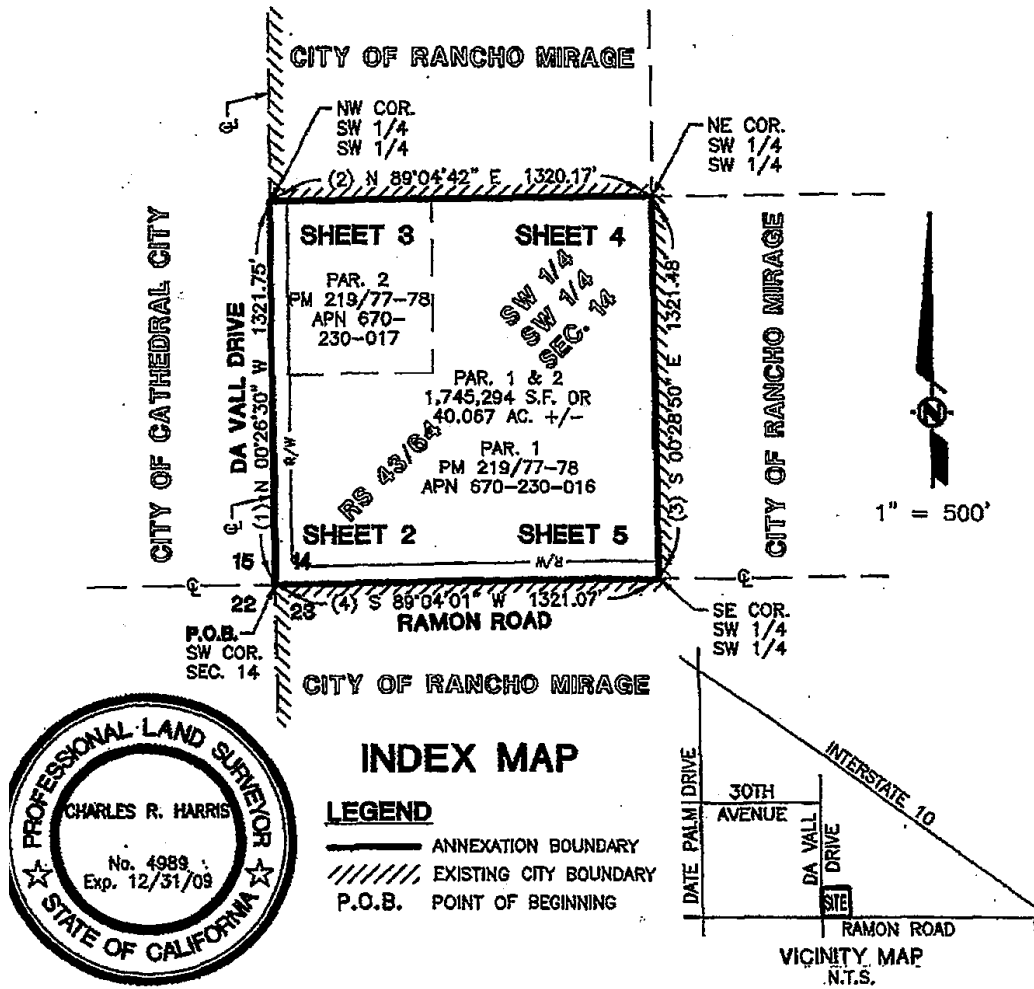 CITY OF RANCHO MIRAGE
℄
NW COR.
SW 1/4
SW 1/4
NE COR.
SW 1/4
SW 1/4
(2) N 89°04'42" E 1320.17'
CITY OF CATHEDRAL CITY
DA VALL DRIVE
℄
(1) N 00°26'30" W 1321.75'
R/W
SHEET 3
SHEET 4
PAR. 2
PM 219/77-78
APN 670-
230-017
SW 1/4
SW 1/4
SEC. 14
PAR. 1 & 2
1,745,294 S.F. OR
40.067 AC. +/-
RS 43/64
PAR. 1
PM 219/77-78
APN 670-230-016
SHEET 2
SHEET 5
R/W
(3) S 00°28'50" E 1321.48'
CITY OF RANCHO MIRAGE
N
1" = 500'
15 14
22 23
℄
℄
(4) S 89°04'01" W 1321.07'
RAMON ROAD
P.O.B.
SW COR.
SEC. 14
SE COR.
SW 1/4
SW 1/4
CITY OF RANCHO MIRAGE
PROFESSIONAL LAND SURVEYOR
CHARLES R. HARRIS
No. 4989
Exp. 12/31/09
STATE OF CALIFORNIA
INDEX MAP
LEGEND
ANNEXATION BOUNDARY
EXISTING CITY BOUNDARY
P.O.B. POINT OF BEGINNING
DATE PALM DRIVE
30TH
AVENUE
DA VALL
DRIVE
INTERSTATE 10
SITE
RAMON ROAD
VICINITY MAP
N.T.S.